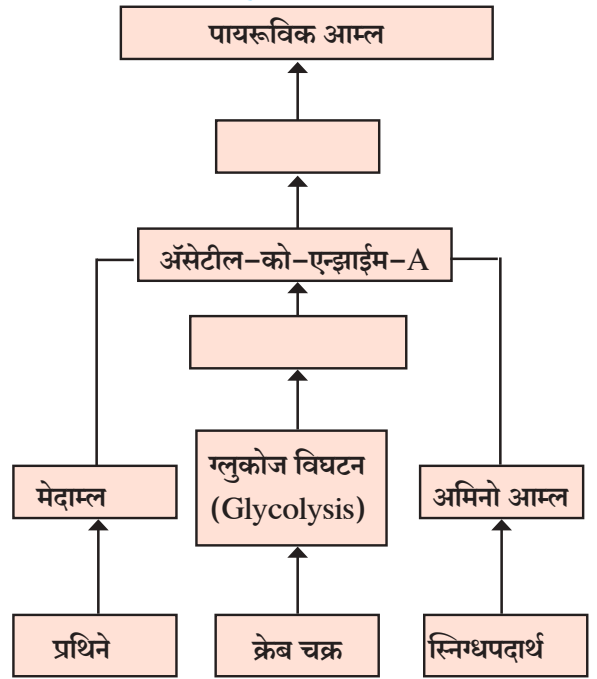 पायरूविक आम्ल
ॲसेटील-को-एन्झाईम-A
मेदाम्ल
ग्लुकोज विघटन
(Glycolysis)
अमिनो आम्ल
प्रथिने
क्रेब चक्र
स्निग्धपदार्थ